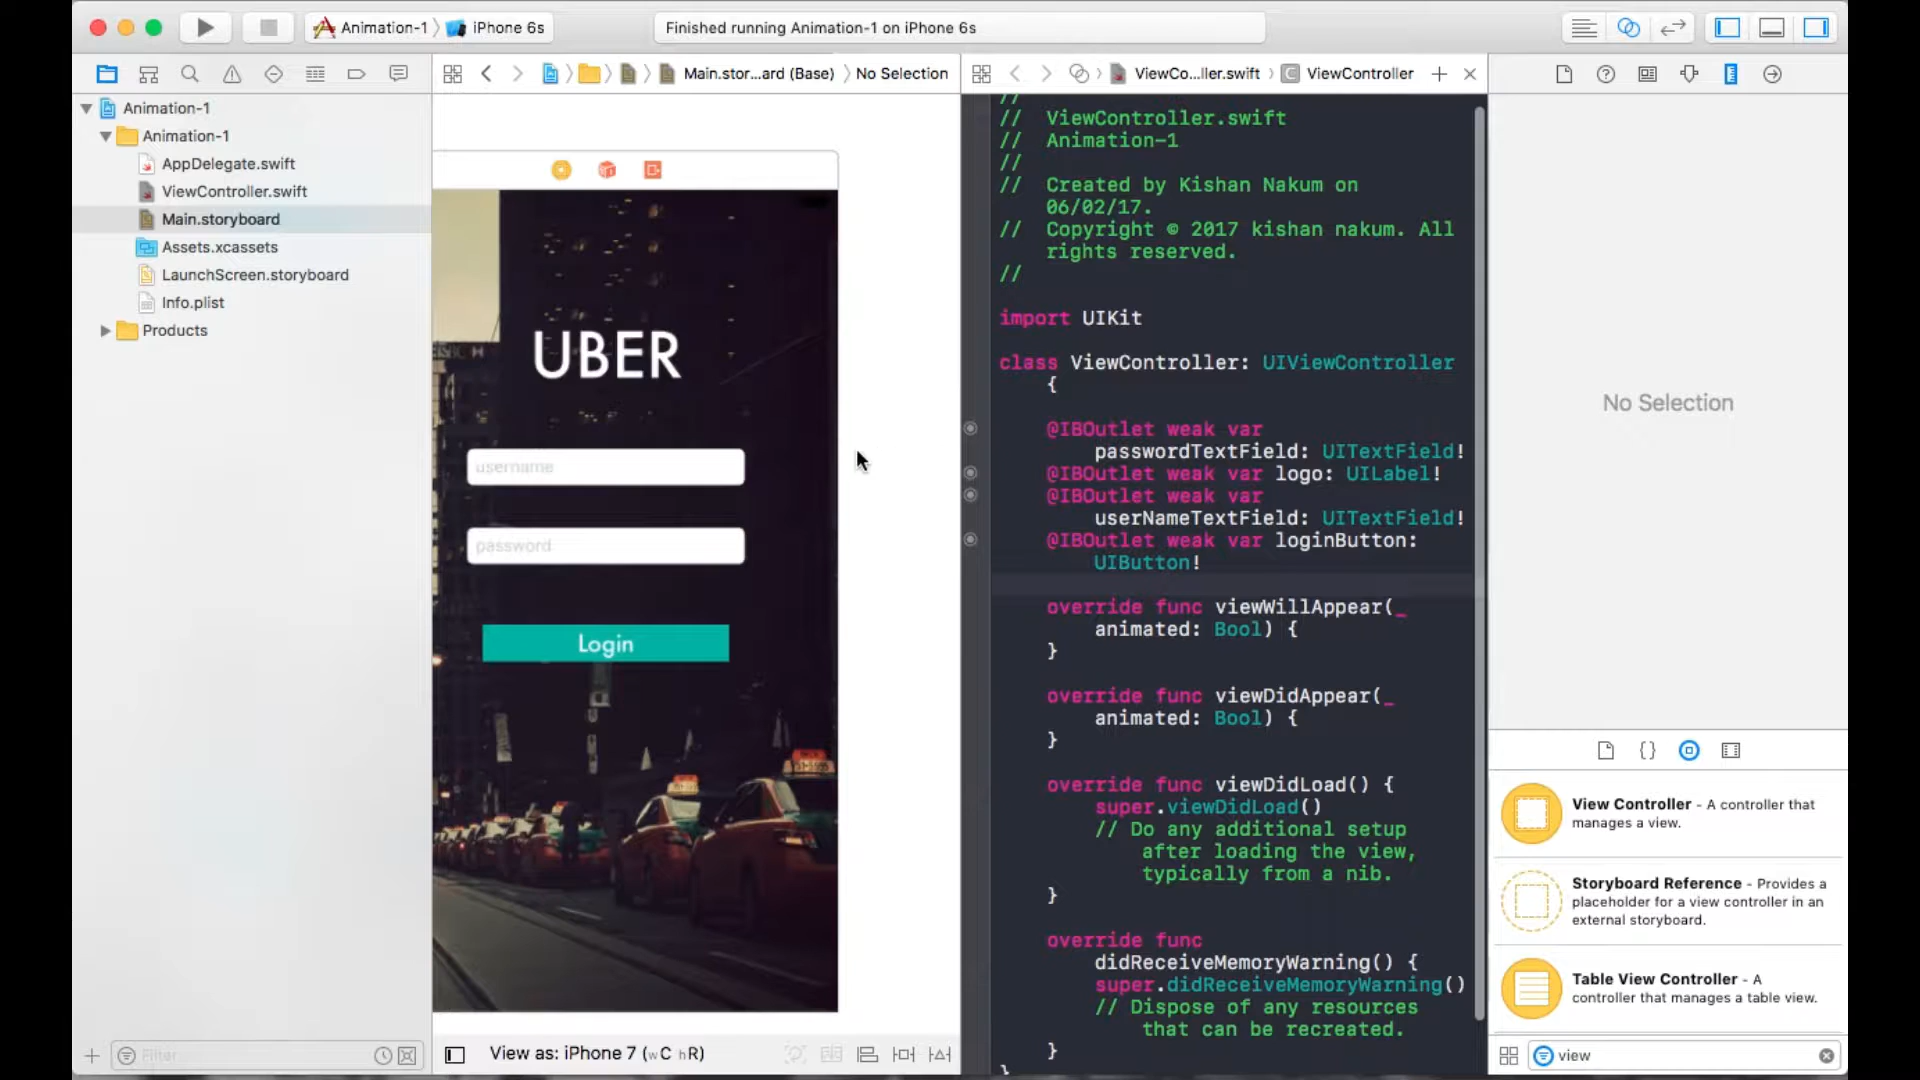 Animation-1 〉 iPhone 6s
Finished running Animation-1 on iPhone 6s
Main.stor...ard (Base) 〉 No Selection
ViewCo...ller.swift 〉 C ViewController
Animation-1
Animation-1
AppDelegate.swift
ViewController.swift
Main.storyboard
Assets.xcassets
LaunchScreen.storyboard
Info.plist
Products
Filter
UBER
username
password
Login
View as: iPhone 7 (wC hR)
//
// ViewController.swift
// Animation-1
//
// Created by Kishan Nakum on
06/02/17.
// Copyright © 2017 kishan nakum. All
rights reserved.
//
import UIKit
class ViewController: UIViewController
{
@IBOutlet weak var
passwordTextField: UITextField!
@IBOutlet weak var logo: UILabel!
@IBOutlet weak var
userNameTextField: UITextField!
@IBOutlet weak var loginButton:
UIButton!
override func viewWillAppear(_
animated: Bool) {
}
override func viewDidAppear(_
animated: Bool) {
}
override func viewDidLoad() {
super.viewDidLoad()
// Do any additional setup
after loading the view,
typically from a nib.
}
override func
didReceiveMemoryWarning() {
super.didReceiveMemoryWarning()
// Dispose of any resources
that can be recreated.
}
}
No Selection
{}
View Controller - A controller that
manages a view.
Storyboard Reference - Provides a
placeholder for a view controller in an
external storyboard.
Table View Controller - A
controller that manages a table view.
view